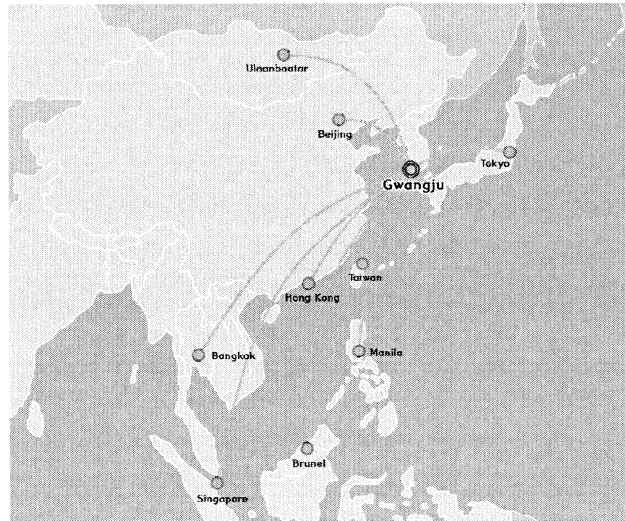 Ulaanbaatar
Beijing
Tokyo
Gwangju
Taiwan
Hong Kong
Bangkok
Manila
Brunei
Singapore